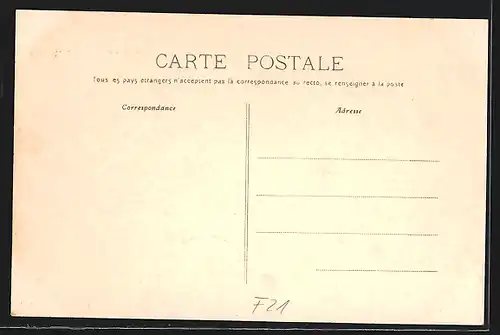 CARTE POSTALE
Tous les pays étrangers n'acceptent pas la correspondance au recto, se renseigner à la poste
Correspondance
Adresse
F21